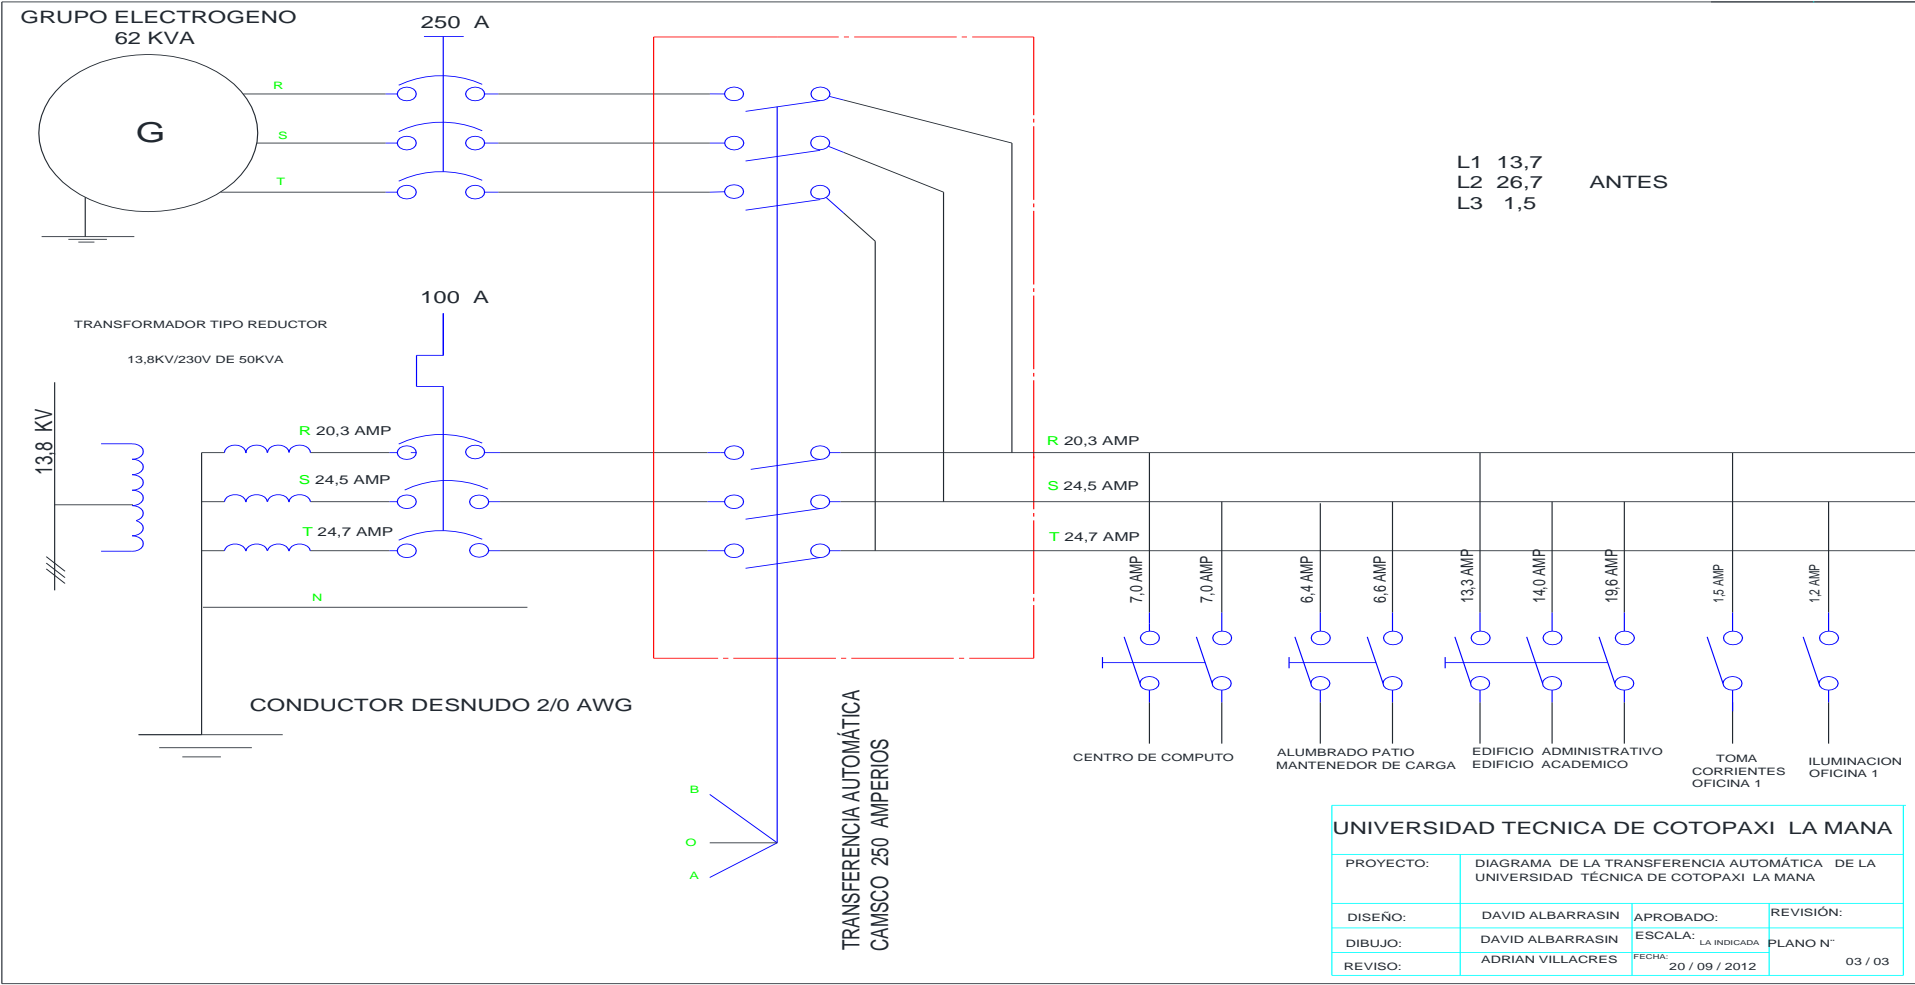 GRUPO ELECTROGENO
62 KVA
250 A
G
R
S
T
L1 13,7
L2 26,7 ANTES
L3 1,5
100 A
TRANSFORMADOR TIPO REDUCTOR
13,8KV/230V DE 50KVA
13,8 KV
R 20,3 AMP
S 24,5 AMP
T 24,7 AMP
N
R 20,3 AMP
S 24,5 AMP
T 24,7 AMP
7,0 AMP
7,0 AMP
6,4 AMP
6,6 AMP
13,3 AMP
14,0 AMP
19,6 AMP
1,5 AMP
1,2 AMP
CONDUCTOR DESNUDO 2/0 AWG
B
O
A
TRANSFERENCIA AUTOMÁTICA
CAMSCO 250 AMPERIOS
CENTRO DE COMPUTO
ALUMBRADO PATIO
MANTENEDOR DE CARGA
EDIFICIO ADMINISTRATIVO
EDIFICIO ACADEMICO
TOMA
CORRIENTES
OFICINA 1
ILUMINACION
OFICINA 1
UNIVERSIDAD TECNICA DE COTOPAXI LA MANA
PROYECTO: DIAGRAMA DE LA TRANSFERENCIA AUTOMÁTICA DE LA
UNIVERSIDAD TÉCNICA DE COTOPAXI LA MANA
DISEÑO: DAVID ALBARRASIN APROBADO: REVISIÓN:
DIBUJO: DAVID ALBARRASIN ESCALA: LA INDICADA PLANO N¨
REVISO: ADRIAN VILLACRES FECHA: 20 / 09 / 2012 03 / 03